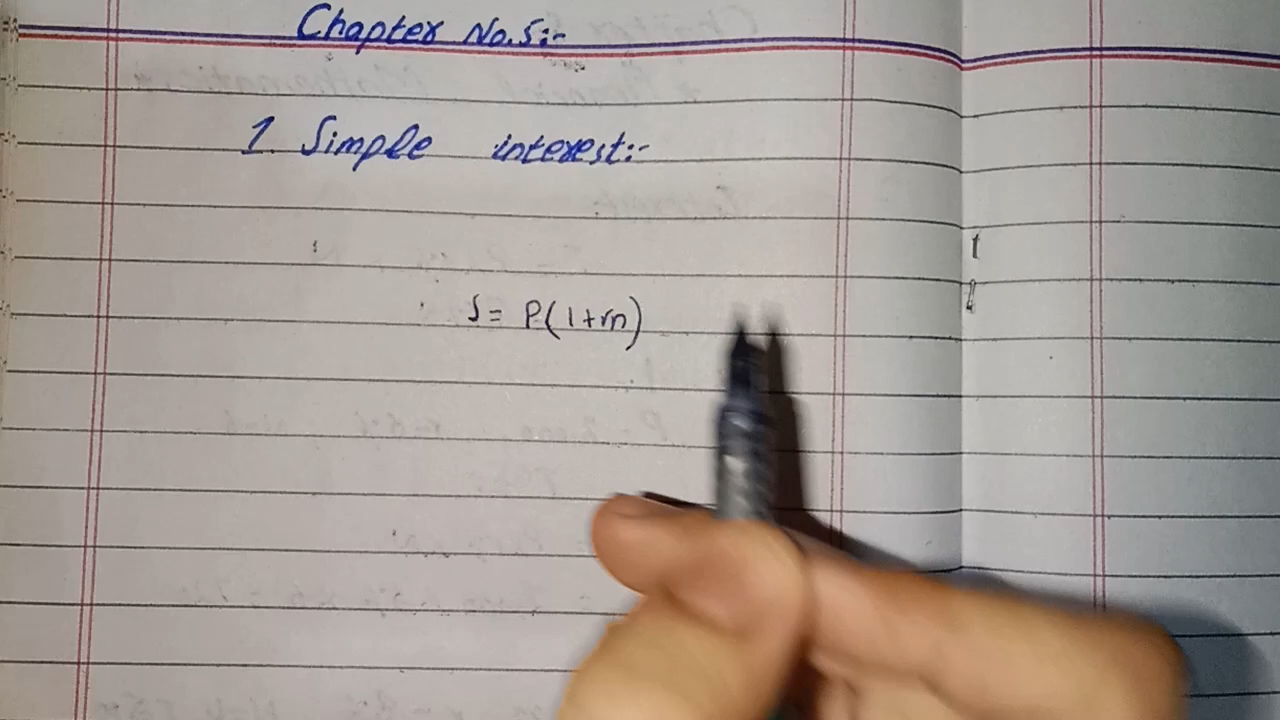 Chapter No.5:-
1. Simple interest:-
S = P(1+rn)